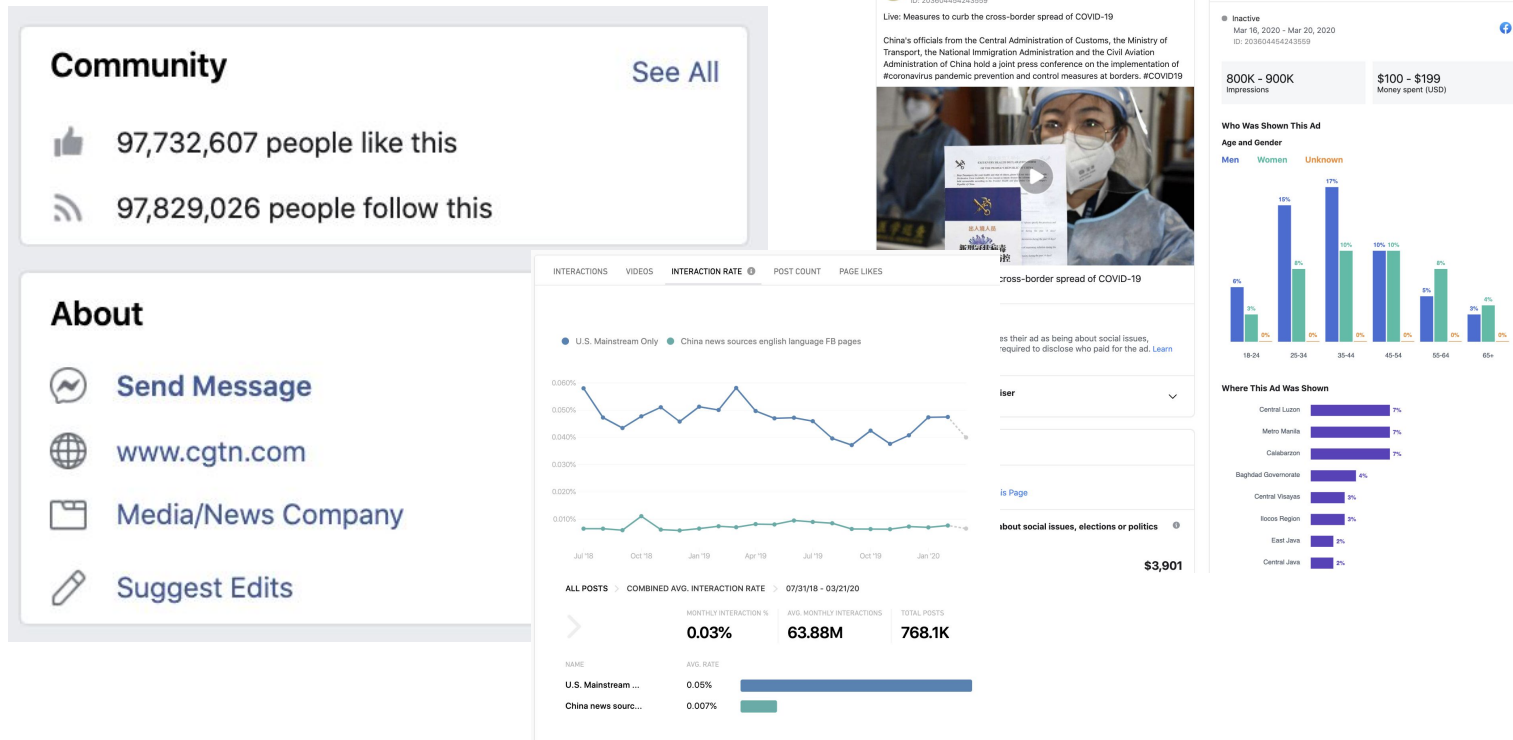 Community
See All
97,732,607 people like this
97,829,026 people follow this
About
Send Message
www.cgtn.com
Media/News Company
Suggest Edits
ID: 203604454243559
Live: Measures to curb the cross-border spread of COVID-19
China's officials from the Central Administration of Customs, the Ministry of
Transport, the National Immigration Administration and the Civil Aviation
Administration of China hold a joint press conference on the implementation of
#coronavirus pandemic prevention and control measures at borders. #COVID19
出入境人员
cross-border spread of COVID-19
es their ad as being about social issues,
required to disclose who paid for the ad. Learn
iser
is Page
about social issues, elections or politics
$3,901
INTERACTIONS VIDEOS INTERACTION RATE POST COUNT PAGE LIKES
U.S. Mainstream Only China news sources english language FB pages
0.060%
0.050%
0.040%
0.030%
0.020%
0.010%
Jul '18 Oct '18 Jan '19 Apr '19 Jul '19 Oct '19 Jan '20
ALL POSTS COMBINED AVG. INTERACTION RATE 07/31/18 - 03/21/20
MONTHLY INTERACTION % AVG. MONTHLY INTERACTIONS TOTAL POSTS
0.03% 63.88M 768.1K
NAME AVG. RATE
U.S. Mainstream ... 0.05%
China news sourc... 0.007%
Inactive
Mar 16, 2020 - Mar 20, 2020
ID: 203604454243559
800K - 900K $100 - $199
Impressions Money spent (USD)
Who Was Shown This Ad
Age and Gender
Men Women Unknown
6% 3% 0% 15% 8% 0% 17% 10% 0% 10% 10% 0% 5% 8% 0% 3% 4% 0%
18-24 25-34 35-44 45-54 55-64 65+
Where This Ad Was Shown
Central Luzon 7%
Metro Manila 7%
Calabarzon 7%
Baghdad Governorate 4%
Central Visayas 3%
Ilocos Region 3%
East Java 2%
Central Java 2%